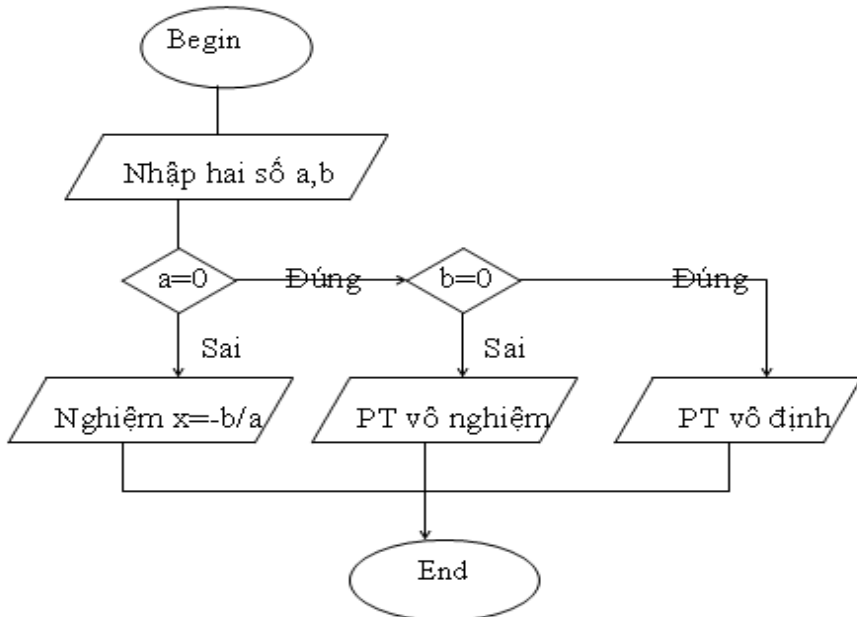 Begin
Nhập hai số a,b
a=0
Đúng
b=0
Đúng
Sai
Sai
Nghiệm x=-b/a
PT vô nghiệm
PT vô định
End